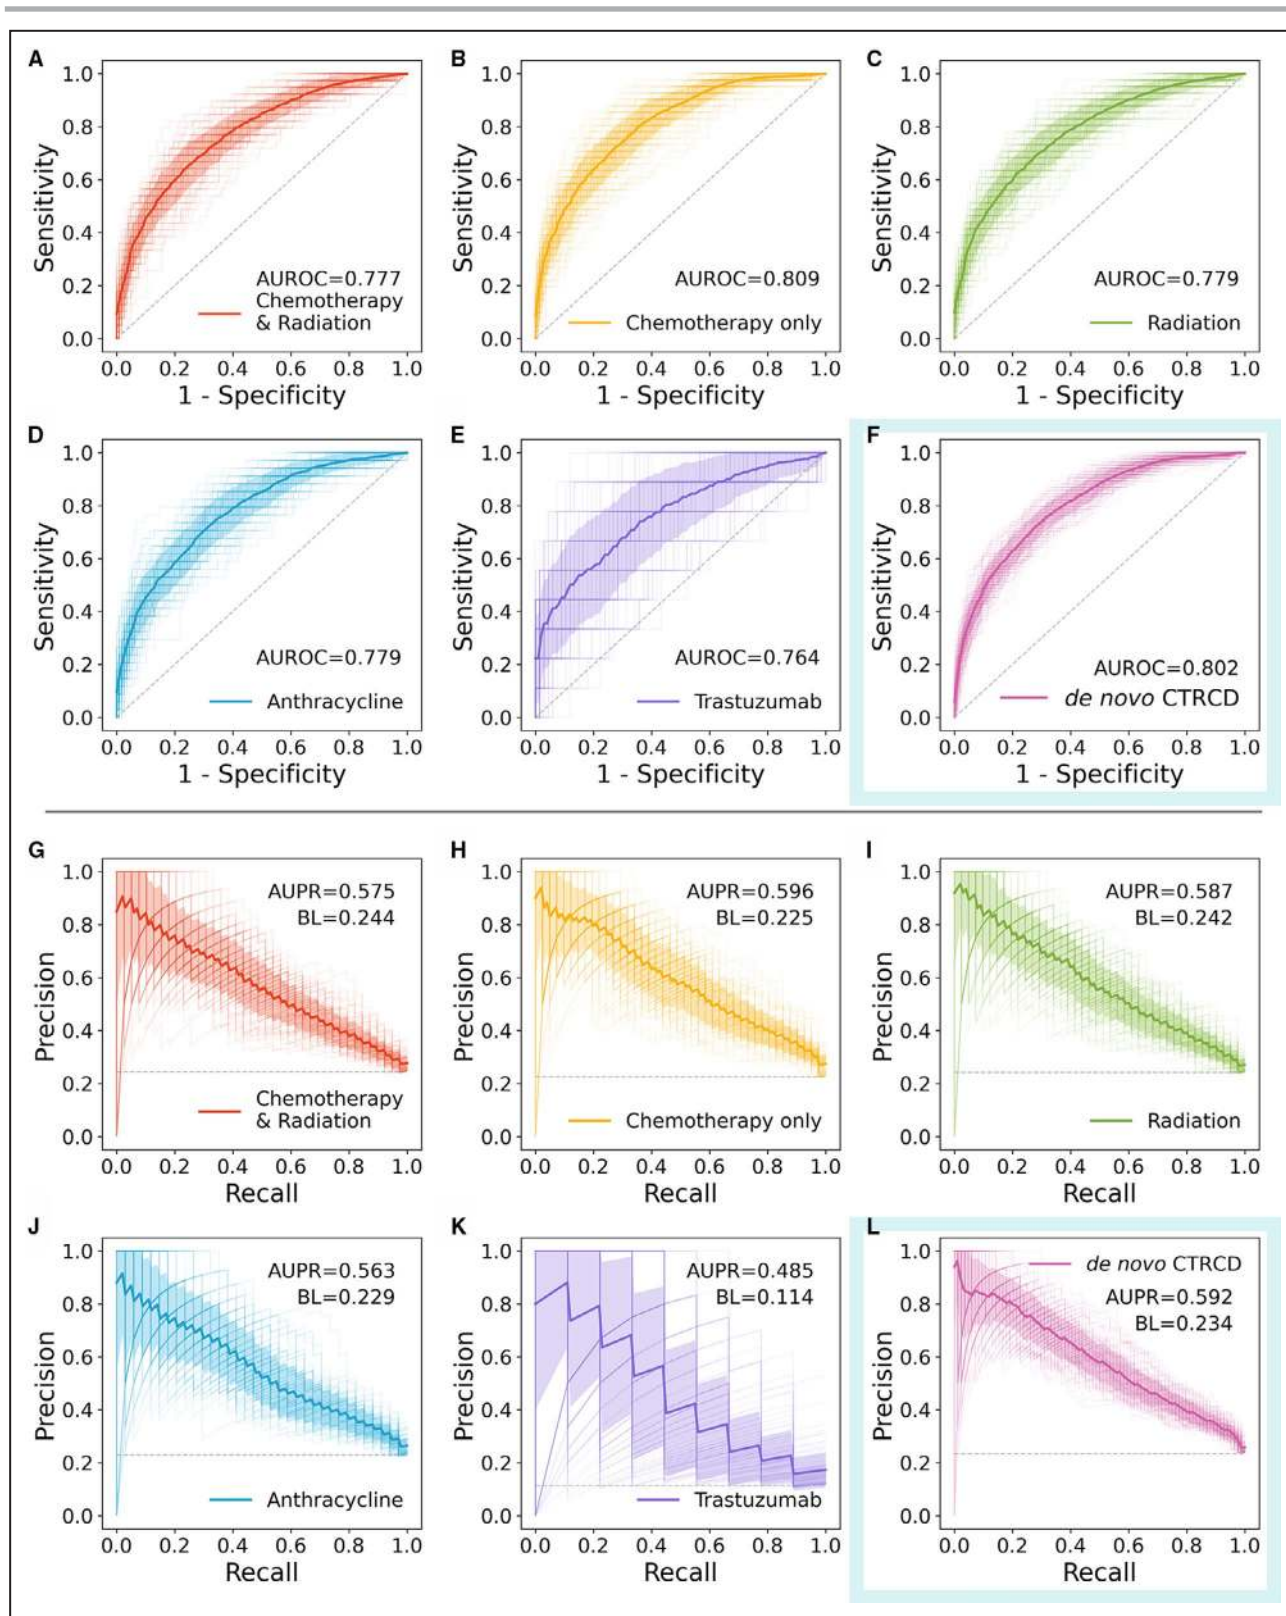 A
1.0
0.8
0.6
0.4
0.2
0.0
Sensitivity
AUROC=0.777
Chemotherapy
& Radiation
0.0 0.2 0.4 0.6 0.8 1.0
1 - Specificity
B
1.0
0.8
0.6
0.4
0.2
0.0
Sensitivity
AUROC=0.809
Chemotherapy only
0.0 0.2 0.4 0.6 0.8 1.0
1 - Specificity
C
1.0
0.8
0.6
0.4
0.2
0.0
Sensitivity
AUROC=0.779
Radiation
0.0 0.2 0.4 0.6 0.8 1.0
1 - Specificity
D
1.0
0.8
0.6
0.4
0.2
0.0
Sensitivity
AUROC=0.779
Anthracycline
0.0 0.2 0.4 0.6 0.8 1.0
1 - Specificity
E
1.0
0.8
0.6
0.4
0.2
0.0
Sensitivity
AUROC=0.764
Trastuzumab
0.0 0.2 0.4 0.6 0.8 1.0
1 - Specificity
F
1.0
0.8
0.6
0.4
0.2
0.0
Sensitivity
AUROC=0.802
de novo CTRCD
0.0 0.2 0.4 0.6 0.8 1.0
1 - Specificity
G
1.0
0.8
0.6
0.4
0.2
0.0
Precision
AUPR=0.575
BL=0.244
Chemotherapy
& Radiation
0.0 0.2 0.4 0.6 0.8 1.0
Recall
H
1.0
0.8
0.6
0.4
0.2
0.0
Precision
AUPR=0.596
BL=0.225
Chemotherapy only
0.0 0.2 0.4 0.6 0.8 1.0
Recall
I
1.0
0.8
0.6
0.4
0.2
0.0
Precision
AUPR=0.587
BL=0.242
Radiation
0.0 0.2 0.4 0.6 0.8 1.0
Recall
J
1.0
0.8
0.6
0.4
0.2
0.0
Precision
AUPR=0.563
BL=0.229
Anthracycline
0.0 0.2 0.4 0.6 0.8 1.0
Recall
K
1.0
0.8
0.6
0.4
0.2
0.0
Precision
AUPR=0.485
BL=0.114
Trastuzumab
0.0 0.2 0.4 0.6 0.8 1.0
Recall
L
1.0
0.8
0.6
0.4
0.2
0.0
Precision
de novo CTRCD
AUPR=0.592
BL=0.234
0.0 0.2 0.4 0.6 0.8 1.0
Recall